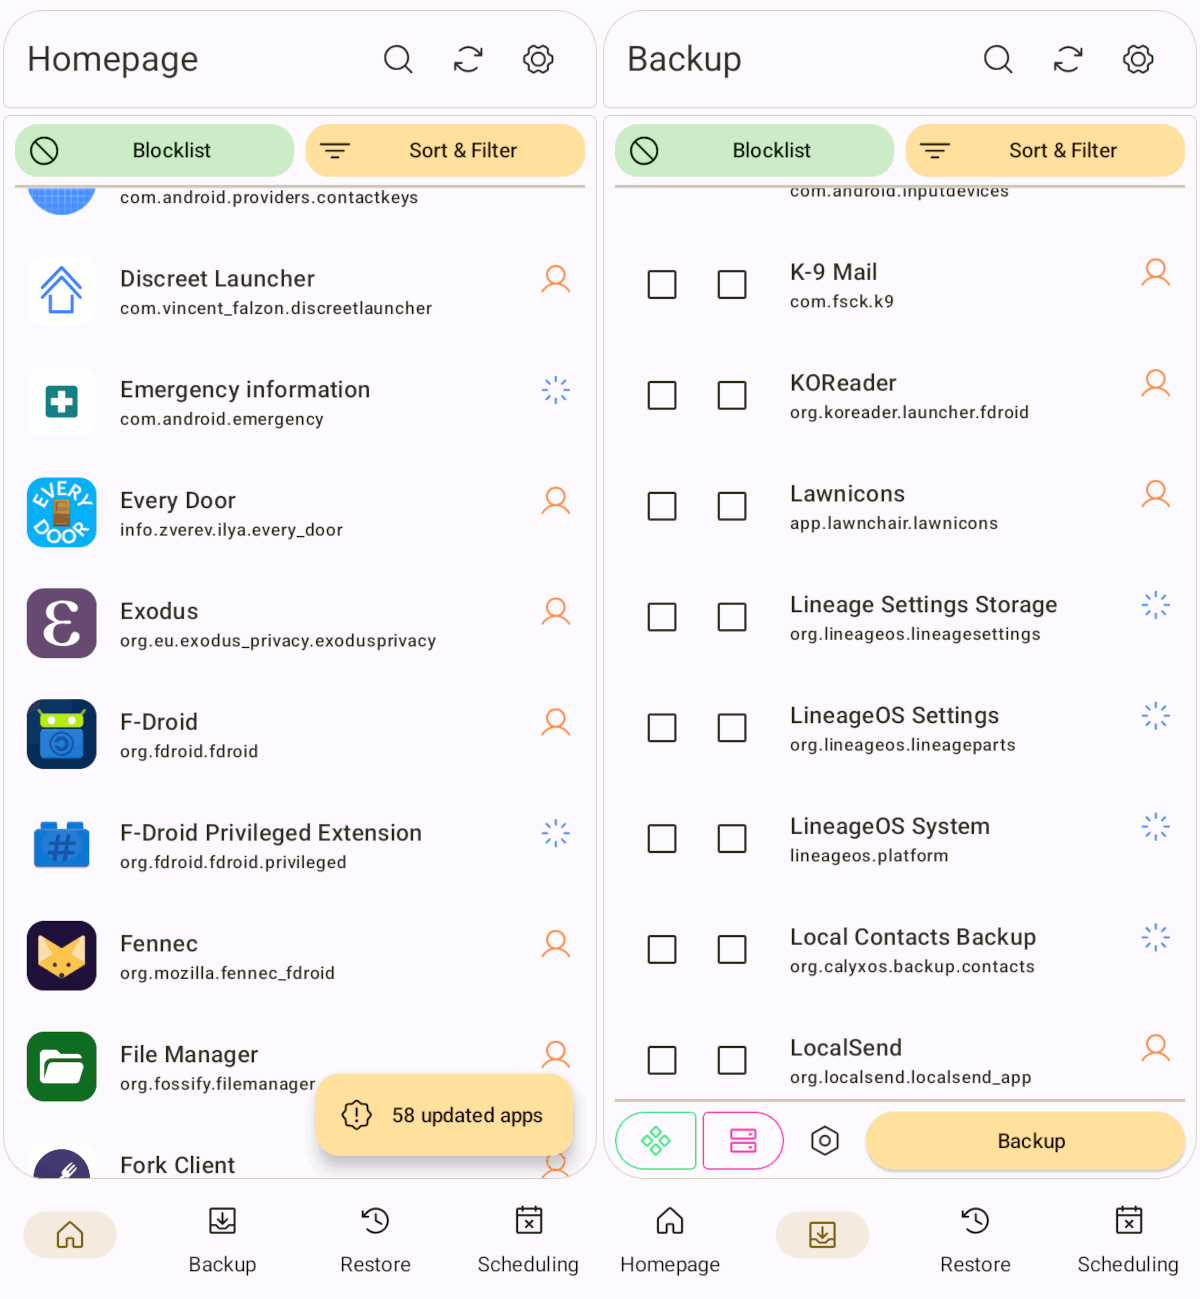 Homepage
Blocklist
Sort & Filter
com.android.providers.contactkeys
Discreet Launcher
com.vincent_falzon.discreetlauncher
Emergency information
com.android.emergency
EVERY
DOOR
Every Door
info.zverev.ilya.every_door
Exodus
org.eu.exodus_privacy.exodusprivacy
F-Droid
org.fdroid.fdroid
F-Droid Privileged Extension
org.fdroid.fdroid.privileged
Fennec
org.mozilla.fennec_fdroid
File Manager
org.fossify.filemanager
58 updated apps
Fork Client
Backup
Restore
Scheduling
Backup
Blocklist
Sort & Filter
com.android.inputdevices
K-9 Mail
com.fsck.k9
KOReader
org.koreader.launcher.fdroid
Lawnicons
app.lawnchair.lawnicons
Lineage Settings Storage
org.lineageos.lineagesettings
LineageOS Settings
org.lineageos.lineageparts
LineageOS System
lineageos.platform
Local Contacts Backup
org.calyxos.backup.contacts
LocalSend
org.localsend.localsend_app
Backup
Homepage
Restore
Scheduling